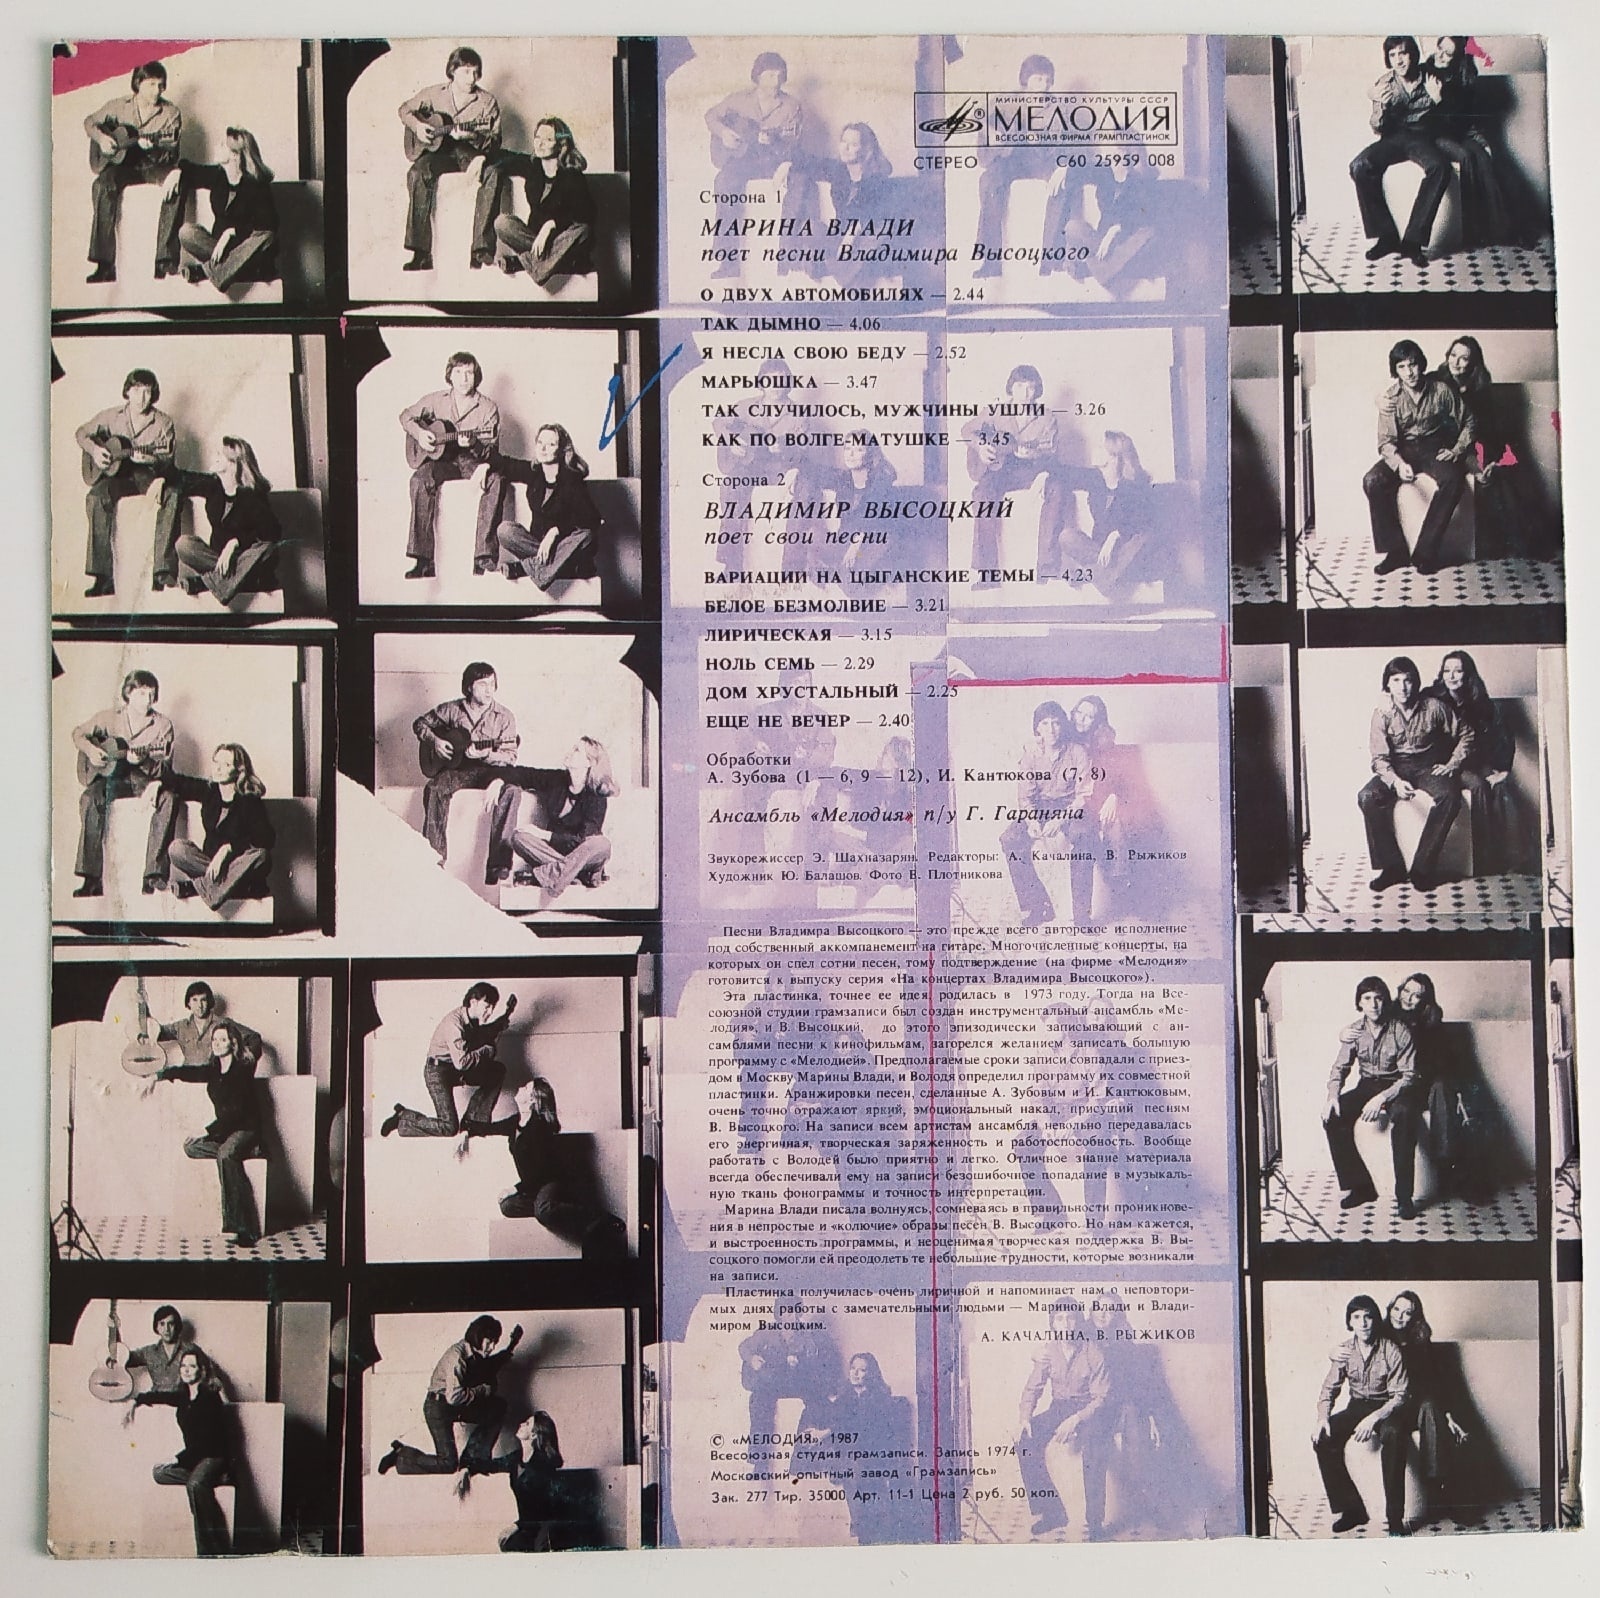 МИНИСТЕРСТВО КУЛЬТУРЫ СССР
МЕЛОДИЯ
ВСЕСОЮЗНАЯ ФИРМА ГРАМПЛАСТИНОК
СТЕРЕО С60 25959 008
Сторона 1
МАРИНА ВЛАДИ
поет песни Владимира Высоцкого
О ДВУХ АВТОМОБИЛЯХ — 2.44
ТАК ДЫМНО — 4.06
Я НЕСЛА СВОЮ БЕДУ — 2.52
МАРЬЮШКА — 3.47
ТАК СЛУЧИЛОСЬ, МУЖЧИНЫ УШЛИ — 3.26
КАК ПО ВОЛГЕ-МАТУШКЕ — 3.45
Сторона 2
ВЛАДИМИР ВЫСОЦКИЙ
поет свои песни
ВАРИАЦИИ НА ЦЫГАНСКИЕ ТЕМЫ — 4.23
БЕЛОЕ БЕЗМОЛВИЕ — 3.21
ЛИРИЧЕСКАЯ — 3.15
НОЛЬ СЕМЬ — 2.29
ДОМ ХРУСТАЛЬНЫЙ — 2.25
ЕЩЕ НЕ ВЕЧЕР — 2.40
Обработки
А. Зубова (1 — 6, 9 — 12), И. Кантюкова (7, 8)
Ансамбль «Мелодия» п/у Г. Гараняна
Звукорежиссер Э. Шахназарян. Редакторы: А. Качалина, В. Рыжиков
Художник Ю. Балашов. Фото В. Плотникова
Песни Владимра Высоцкого — это прежде всего авторское исполнение
под собственный аккомпанемент на гитаре. Многочисленные концерты, на
которых он спел сотни песен, тому подтверждение (на фирме «Мелодия»
готовится к выпуску серия «На концертах Владимира Высоцкого»).
Эта пластинка, точнее ее идея, родилась в 1973 году. Тогда на Все-
союзной студии грамзаписи был создан инструментальный ансамбль «Ме-
лодия», и В. Высоцкий, до этого эпизодически записывающий с ан-
самблями песни к кинофильмам, загорелся желанием записать большую
программу с «Мелодией». Предполагаемые сроки записи совпадали с приез-
дом в Москву Марины Влади, и Володя определил программу их совместной
пластинки. Аранжировки песен, сделанные А. Зубовым и И. Кантюковым,
очень точно отражают яркий, эмоциональный накал, присущий песням
В. Высоцкого. На записи всем артистам ансамбля невольно передавалась
его энергичная, творческая заряженность и работоспособность. Вообще
работать с Володей было приятно и легко. Отличное знание материала
всегда обеспечивали ему на записи безошибочное попадание в музыкаль-
ную ткань фонограммы и точность интерпретации.
Марина Влади писала волнуясь, сомневаясь в правильности проникнове-
ния в непростые и «колючие» образы песен В. Высоцкого. Но нам кажется,
и выстроенность программы, и неоценимая творческая поддержка В. Вы-
соцкого помогли ей преодолеть те небольшие трудности, которые возникали
на записи.
Пластинка получилась очень лиричной и напоминает нам о неповтори-
мых днях работы с замечательными людьми — Мариной Влади и Влади-
миром Высоцким.
А. КАЧАЛИНА, В. РЫЖИКОВ
© «МЕЛОДИЯ», 1987
Всесоюзная студия грамзаписи. Запись 1974 г.
Московский опытный завод «Грамзапись»
Зак. 277 Тир. 35000 Арт. 11-1 Цена 2 руб. 50 коп.